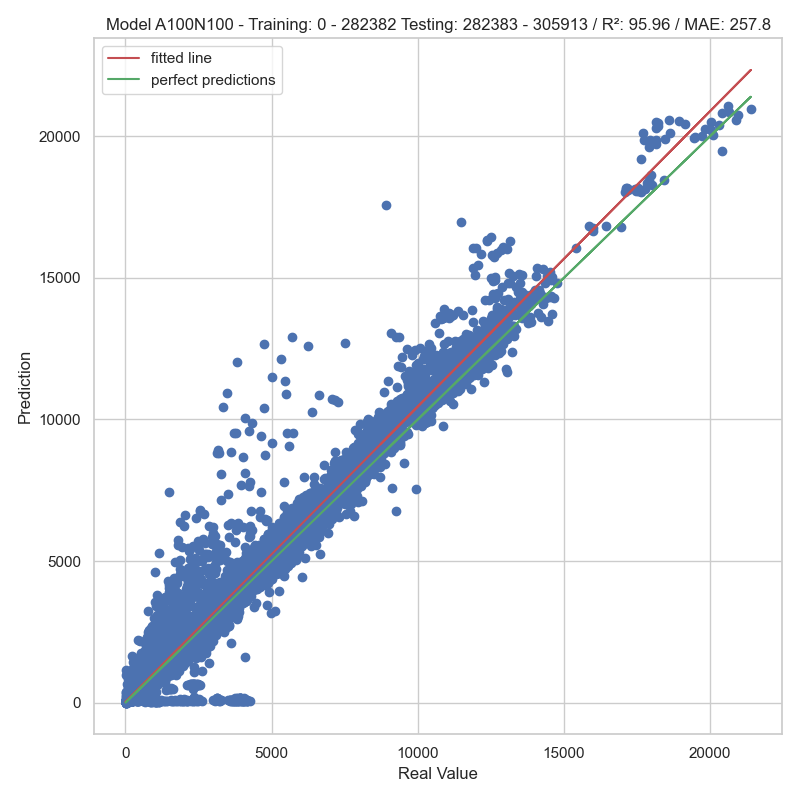 Model A100N100 - Training: 0 - 282382 Testing: 282383 - 305913 / R²: 95.96 / MAE: 257.8
fitted line
perfect predictions
20000
15000
10000
5000
0
Prediction
0 5000 10000 15000 20000
Real Value